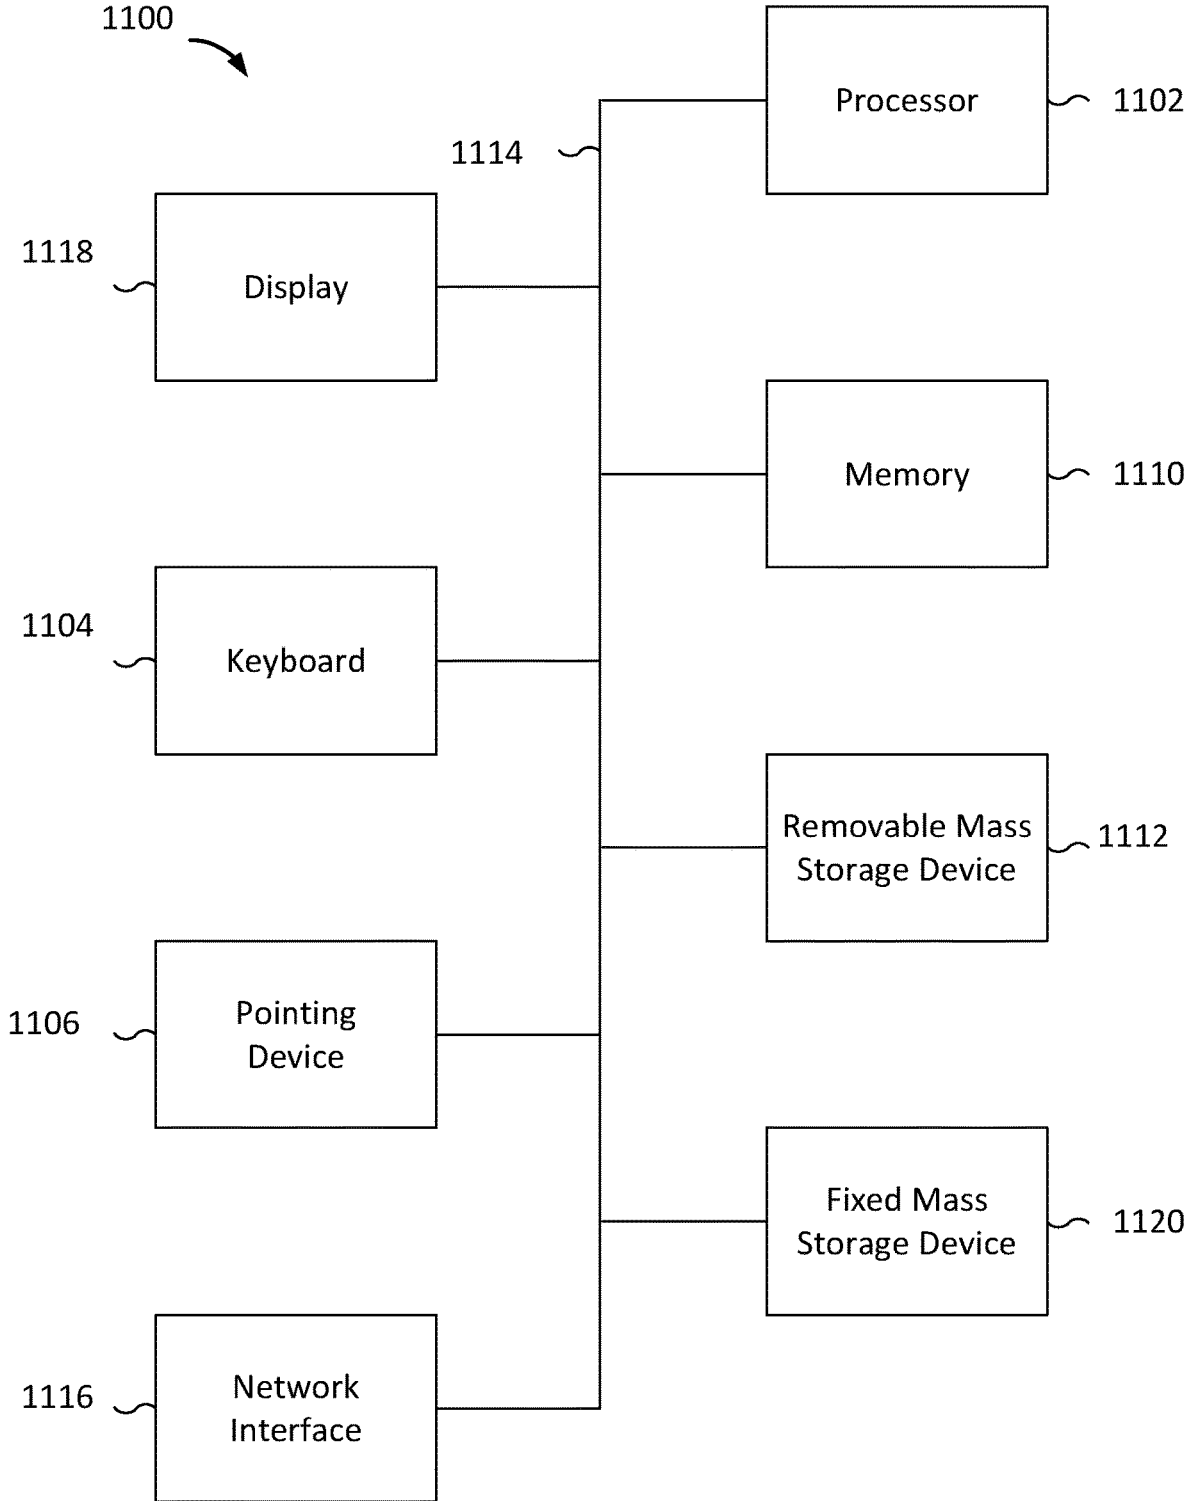 1100
Processor
1102
1114
1118
Display
Memory
1110
1104
Keyboard
Removable Mass
Storage Device
1112
1106
Pointing
Device
Fixed Mass
Storage Device
1120
1116
Network
Interface